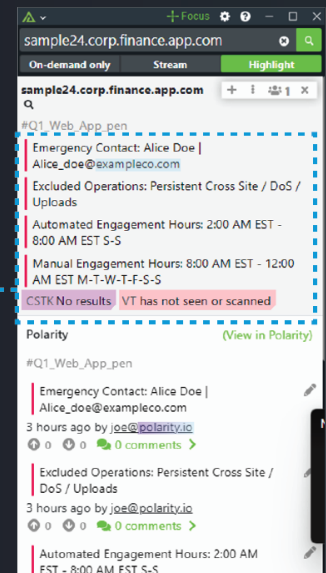 Focus
sample24.corp.finance.app.com
On-demand only Stream Highlight
sample24.corp.finance.app.com 1
#Q1_Web_App_pen
Emergency Contact: Alice Doe |
Alice_doe@exampleco.com
Excluded Operations: Persistent Cross Site / DoS /
Uploads
Automated Engagement Hours: 2:00 AM EST -
8:00 AM EST S-S
Manual Engagement Hours: 8:00 AM EST - 12:00
AM EST M-T-W-T-F-S-S
CSTK No results VT has not seen or scanned
Polarity (View in Polarity)
#Q1_Web_App_pen
Emergency Contact: Alice Doe |
Alice_doe@exampleco.com
3 hours ago by joe@polarity.io
0 0 0 comments
Excluded Operations: Persistent Cross Site /
DoS / Uploads
3 hours ago by joe@polarity.io
0 0 0 comments
Automated Engagement Hours: 2:00 AM
EST - 8:00 AM EST S-S